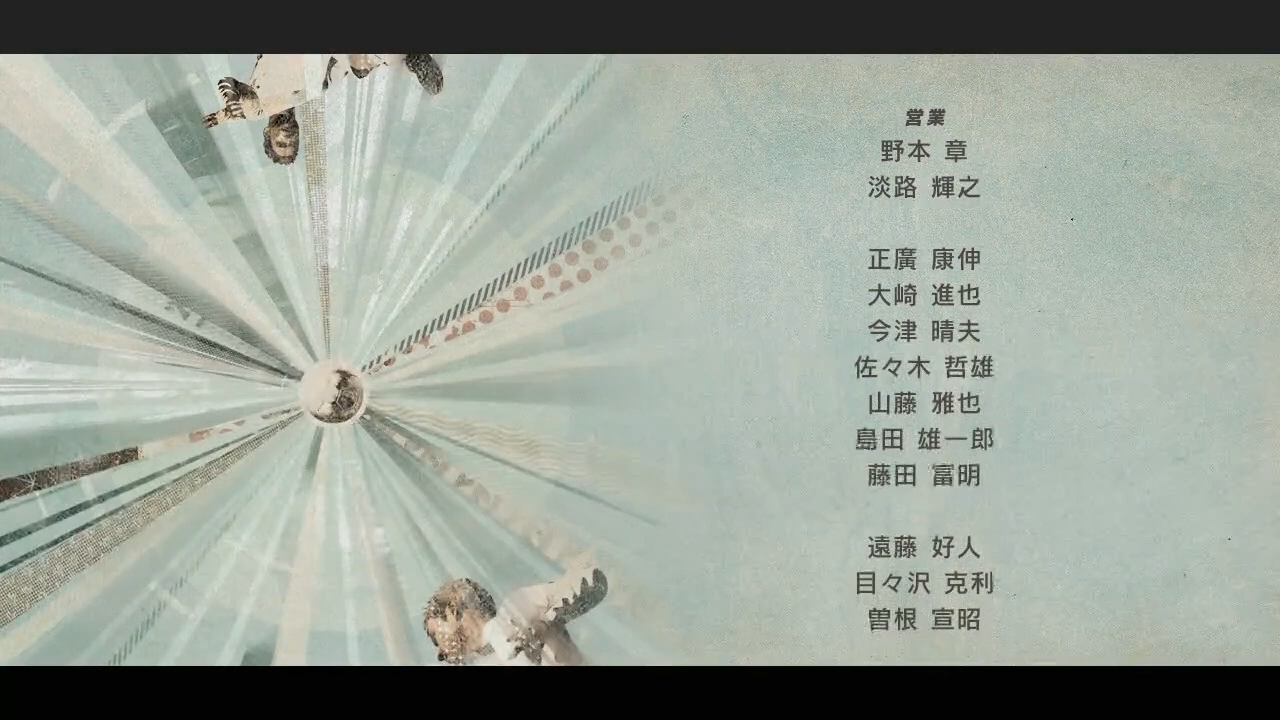 営業
野本 章
淡路 輝之
正廣 康伸
大崎 進也
今津 晴夫
佐々木 哲雄
山藤 雅也
島田 雄一郎
藤田 富明
遠藤 好人
目々沢 克利
曽根 宣昭